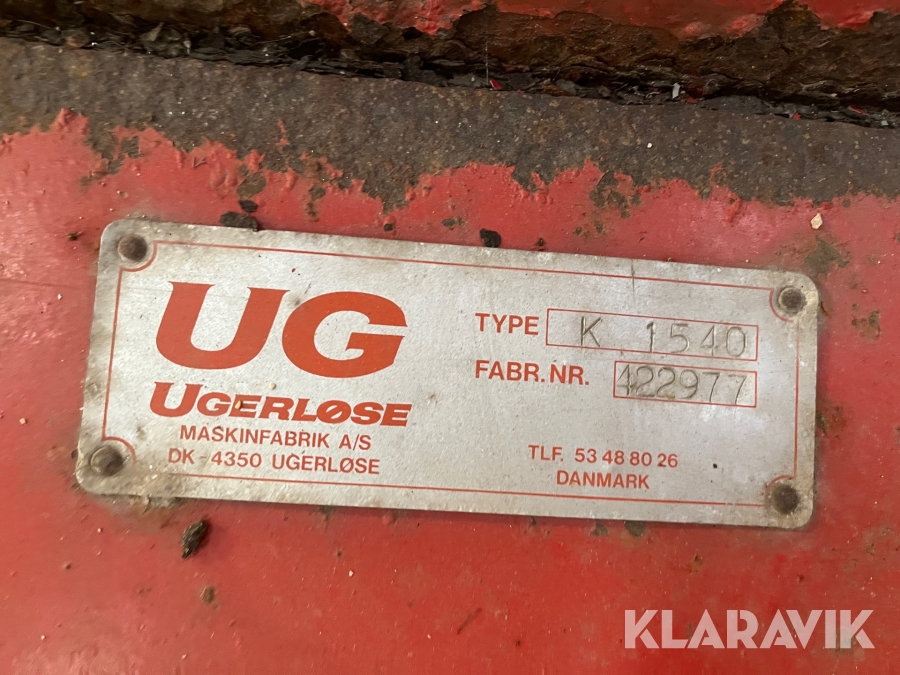 UG
UGERLØSE
MASKINFABRIK A/S
DK-4350 UGERLØSE
TYPE K 1540
FABR.NR. 422977
TLF. 53 48 80 26
DANMARK
KLARAVIK